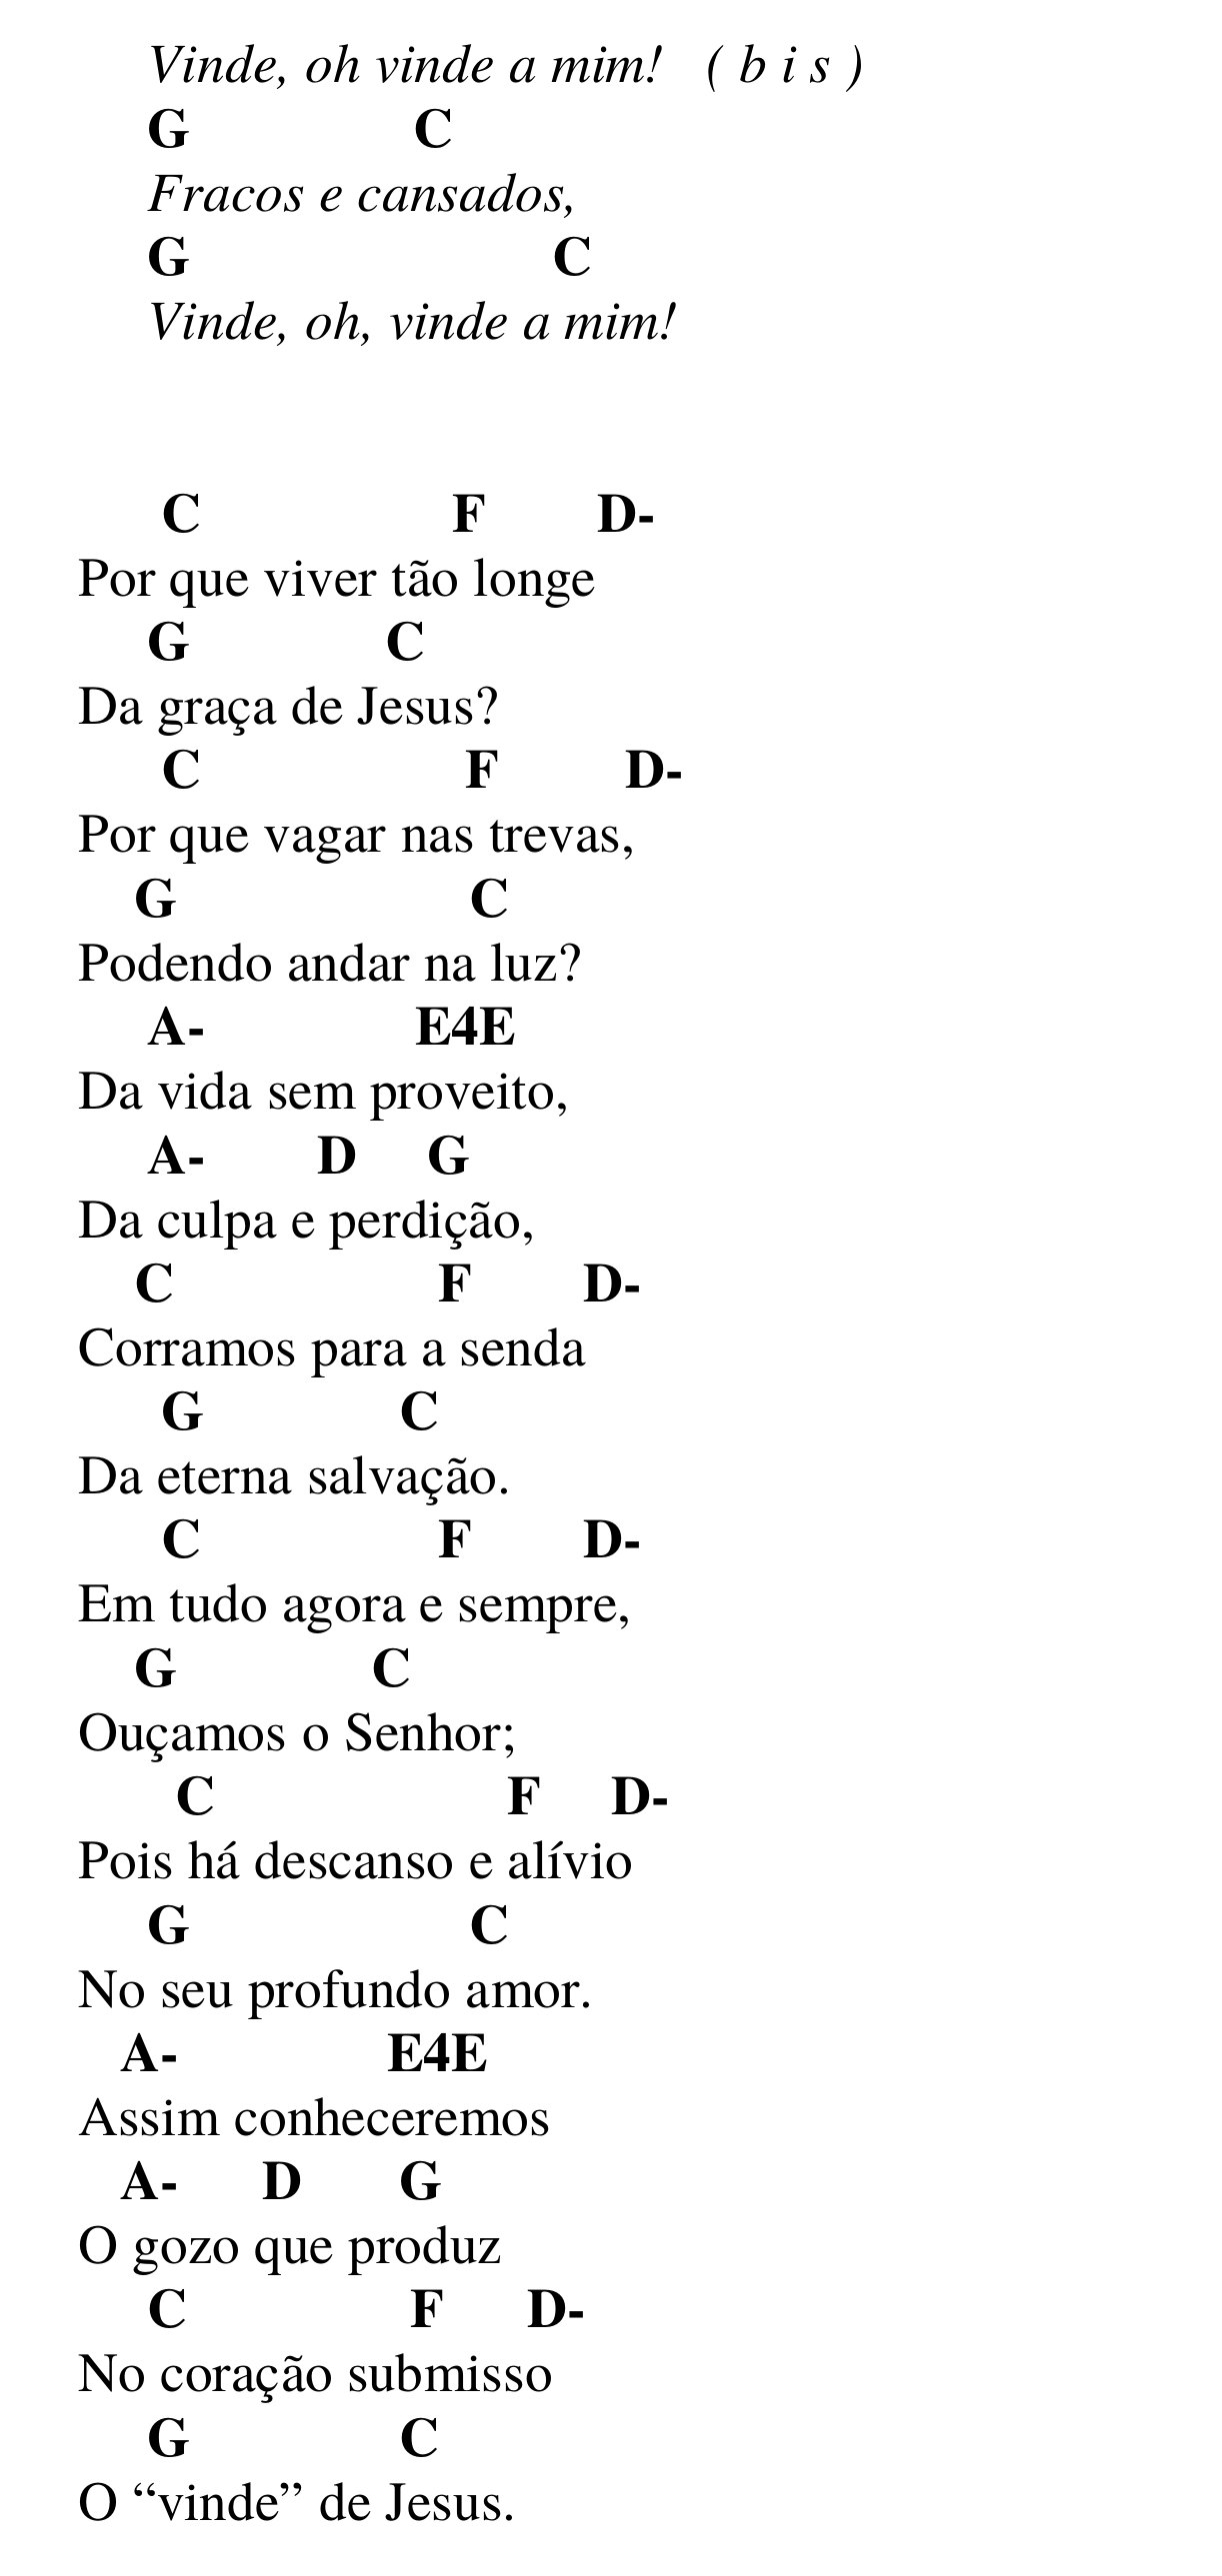 Vinde, oh vinde a mim! ( b i s )
G C
Fracos e cansados,
G C
Vinde, oh, vinde a mim!
C F D-
Por que viver tão longe
G C
Da graça de Jesus?
C F D-
Por que vagar nas trevas,
G C
Podendo andar na luz?
A- E4E
Da vida sem proveito,
A- D G
Da culpa e perdição,
C F D-
Corramos para a senda
G C
Da eterna salvação.
C F D-
Em tudo agora e sempre,
G C
Ouçamos o Senhor;
C F D-
Pois há descanso e alívio
G C
No seu profundo amor.
A- E4E
Assim conheceremos
A- D G
O gozo que produz
C F D-
No coração submisso
G C
O “vinde” de Jesus.